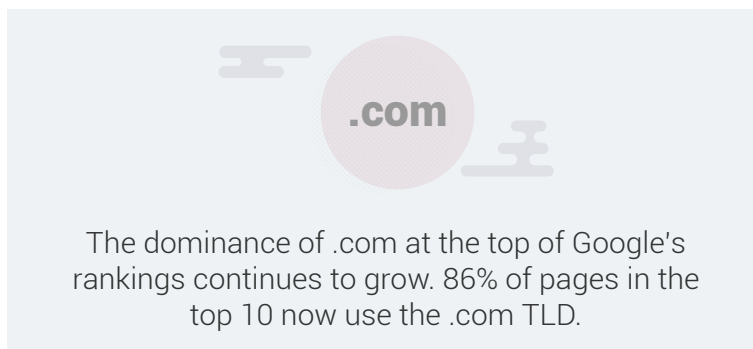 .com
The dominance of .com at the top of Google's
rankings continues to grow. 86% of pages in the
top 10 now use the .com TLD.